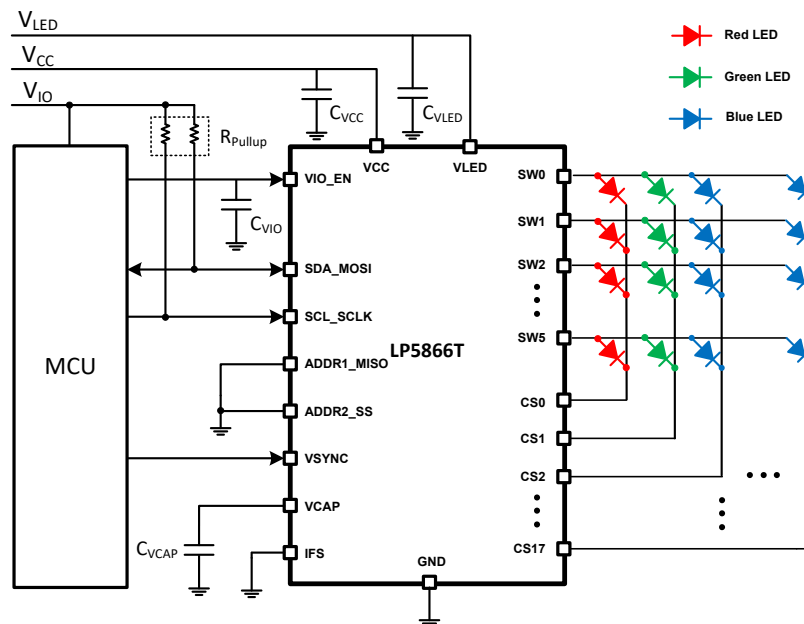 VLED
VCC
VIO
Red LED
Green LED
Blue LED
CVCC
CVLED
RPullup
VCC
VLED
VIO_EN
CVIO
SDA_MOSI
SCL_SCLK
MCU
LP5866T
ADDR1_MISO
ADDR2_SS
VSYNC
VCAP
CVCAP
IFS
GND
SW0
SW1
SW2
SW5
CS0
CS1
CS2
CS17